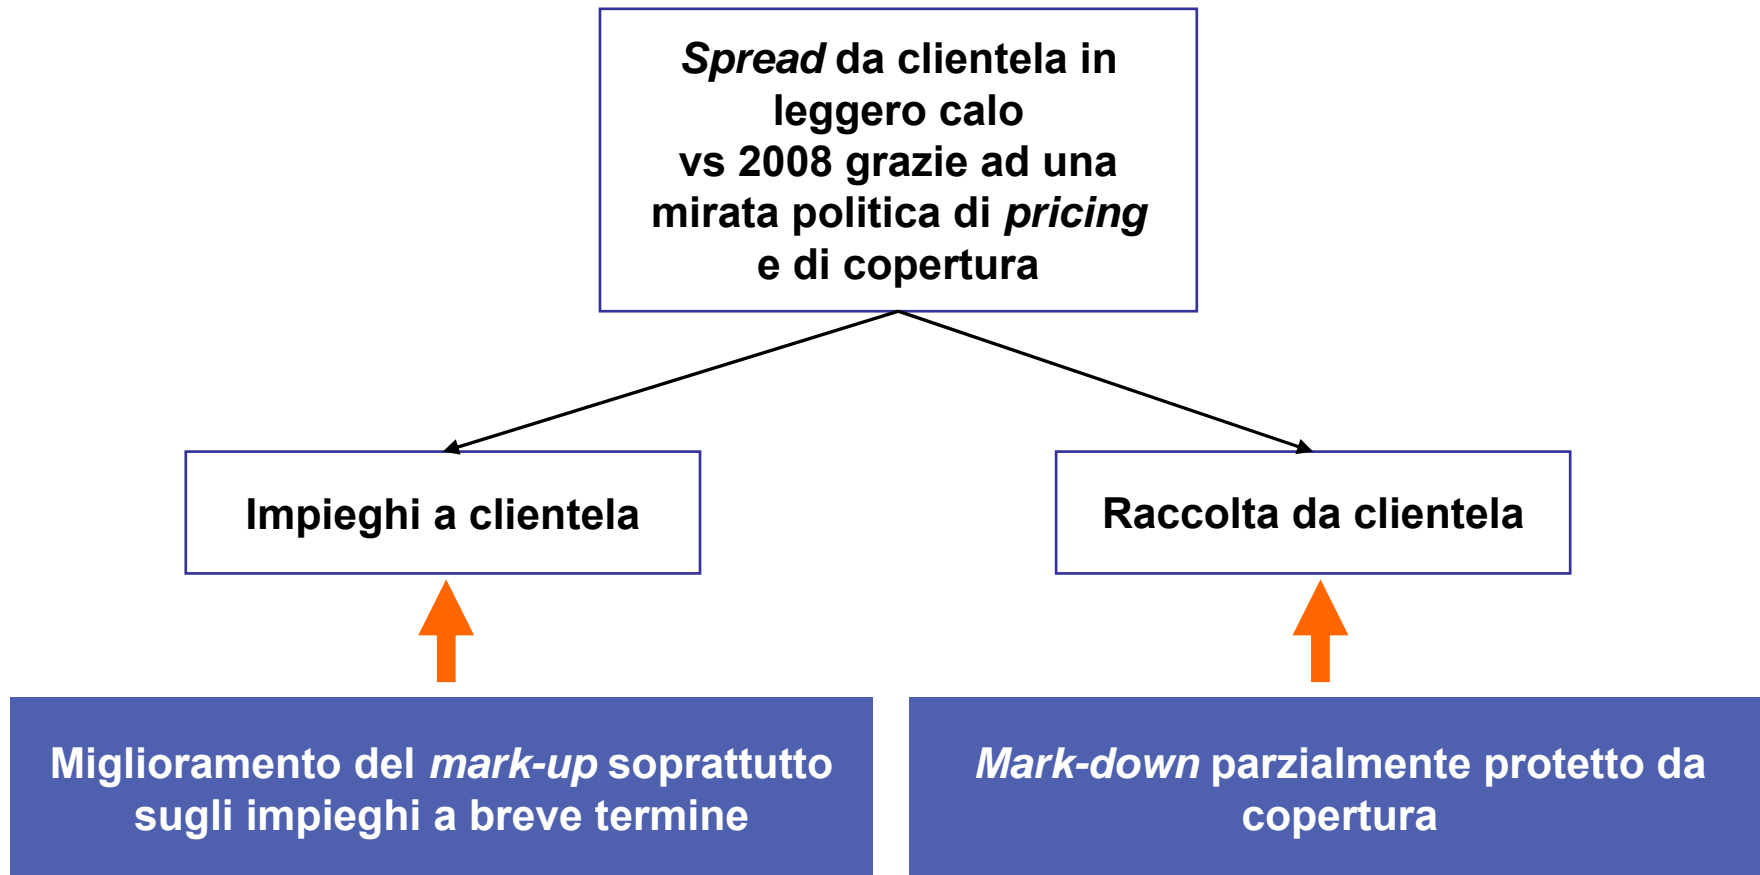 Spread da clientela in
leggero calo
vs 2008 grazie ad una
mirata politica di pricing
e di copertura
Impieghi a clientela
Raccolta da clientela
Miglioramento del mark-up soprattutto
sugli impieghi a breve termine
Mark-down parzialmente protetto da
copertura